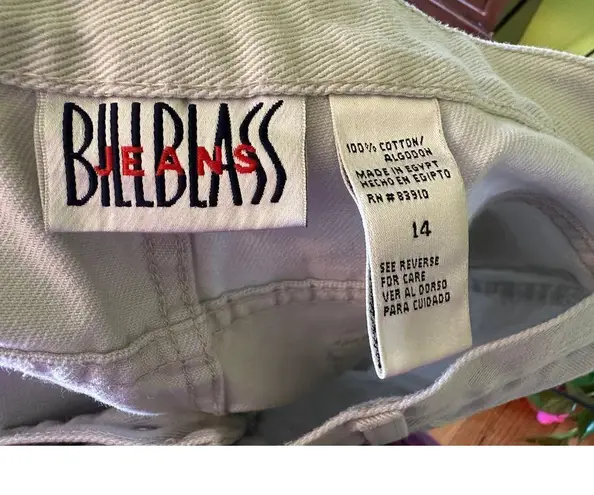 BILLBLASS
JEANS
100% COTTON/
ALGODON
MADE IN EGYPT
HECHO EN EGIPTO
RN # 83910
14
SEE REVERSE
FOR CARE
VER AL DORSO
PARA CUIDADO